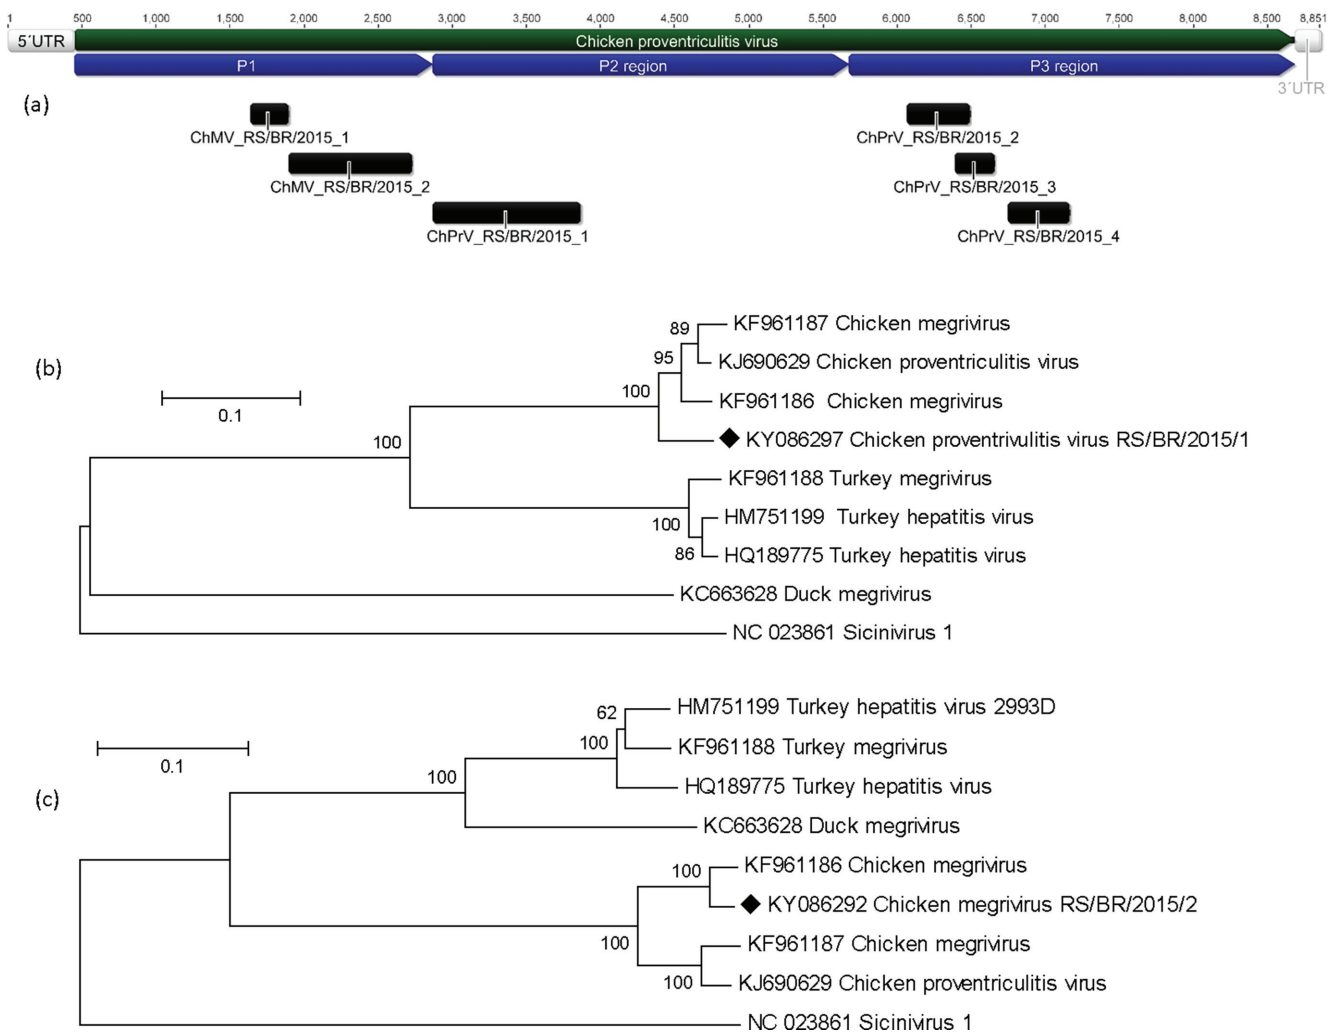 1 500 1,000 1,500 2,000 2,500 3,000 3,500 4,000 4,500 5,000 5,500 6,000 6,500 7,000 7,500 8,000 8,500 8,851
5´UTR Chicken proventriculitis virus
P1 P2 region P3 region
3´UTR
(a)
ChMV_RS/BR/2015_1 ChPrV_RS/BR/2015_2
ChMV_RS/BR/2015_2 ChPrV_RS/BR/2015_3
ChPrV_RS/BR/2015_1 ChPrV_RS/BR/2015_4
(b)
0.1
89 KF961187 Chicken megrivirus
95 KJ690629 Chicken proventriculitis virus
100 KF961186 Chicken megrivirus
100 KY086297 Chicken proventrivulitis virus RS/BR/2015/1
KF961188 Turkey megrivirus
100 HM751199 Turkey hepatitis virus
86 HQ189775 Turkey hepatitis virus
KC663628 Duck megrivirus
NC 023861 Sicinivirus 1
(c)
0.1
62 HM751199 Turkey hepatitis virus 2993D
100 KF961188 Turkey megrivirus
100 HQ189775 Turkey hepatitis virus
KC663628 Duck megrivirus
100 KF961186 Chicken megrivirus
KY086292 Chicken megrivirus RS/BR/2015/2
100 KF961187 Chicken megrivirus
100 KJ690629 Chicken proventriculitis virus
NC 023861 Sicinivirus 1